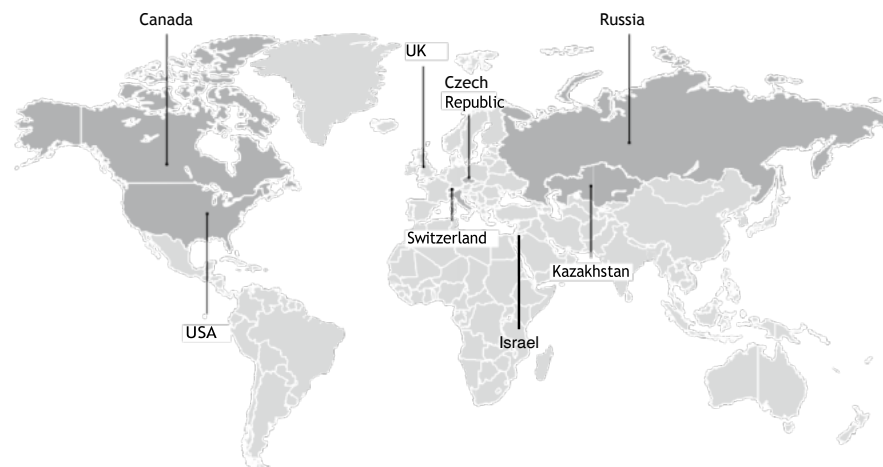 Canada
Russia
UK
Czech
Republic
Switzerland
Kazakhstan
USA
Israel